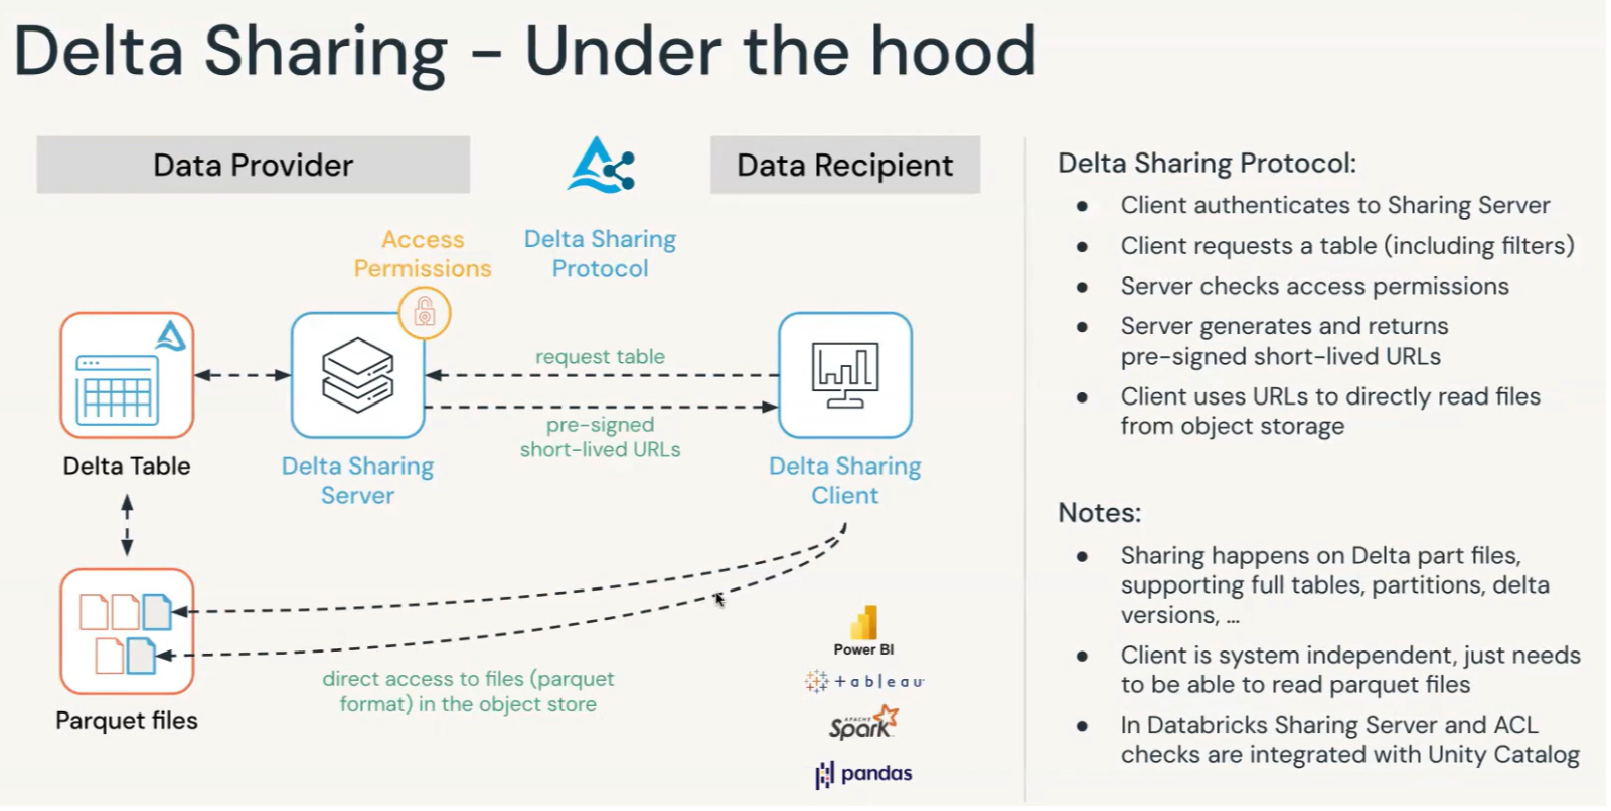 Delta Sharing - Under the hood
Data Provider
Data Recipient
Access
Permissions
Delta Sharing
Protocol
request table
pre-signed
short-lived URLs
Delta Table
Delta Sharing
Server
Delta Sharing
Client
Parquet files
direct access to files (parquet
format) in the object store
Power BI
+ a b l e a u
APACHE
Spark
pandas
Delta Sharing Protocol:
● Client authenticates to Sharing Server
● Client requests a table (including filters)
● Server checks access permissions
● Server generates and returns
pre-signed short-lived URLs
● Client uses URLs to directly read files
from object storage
Notes:
● Sharing happens on Delta part files,
supporting full tables, partitions, delta
versions, ...
● Client is system independent, just needs
to be able to read parquet files
● In Databricks Sharing Server and ACL
checks are integrated with Unity Catalog